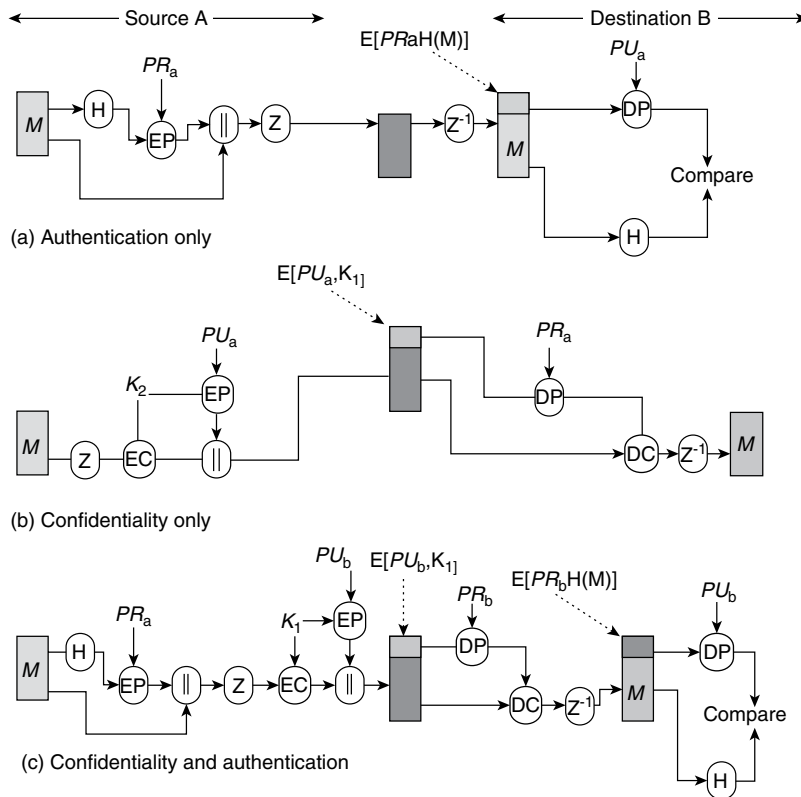 Source A
Destination B
E[PRaH(M)]
PRa
PUa
M
H
EP
||
Z
Z-1
M
DP
Compare
H
(a) Authentication only
E[PUa,K1]
PUa
PRa
K2
EP
DP
M
Z
EC
||
DC
Z-1
M
(b) Confidentiality only
PUb
E[PUb,K1]
E[PRbH(M)]
PRa
K1
EP
PRb
PUb
M
H
EP
||
Z
EC
||
DP
DC
Z-1
M
DP
Compare
H
(c) Confidentiality and authentication